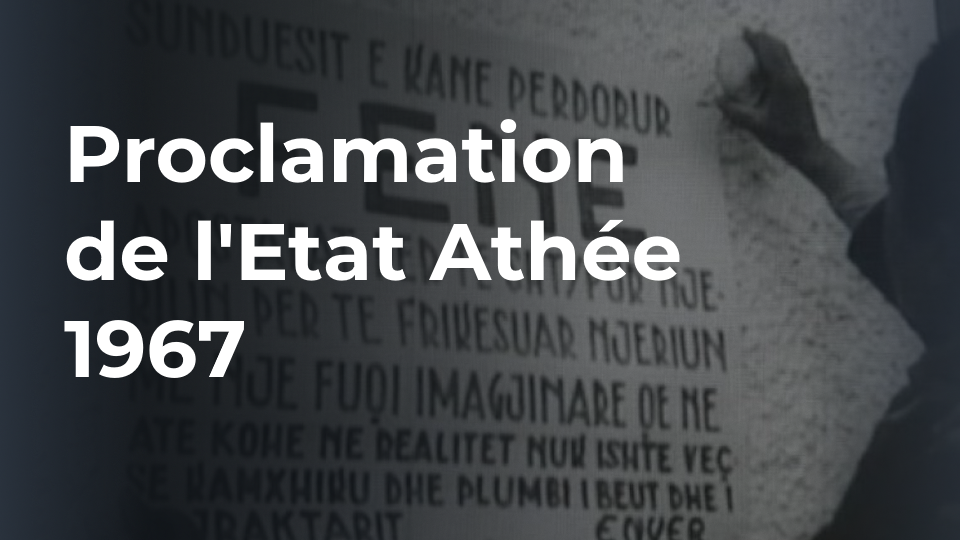 SUNDUESIT E KANE PERDORUR
FENE
Proclamation
de l'Etat Athée
1967
NJE
PER TE FRIKESUAR NJERIUN
ME NJE FUQI IMAGJINARE QE NE
ATE KOHE NE REALITET NUK ISHTE VEÇ
SE KAMXHIKU DHE PLUMBI I BEUT DHE I
ENVER